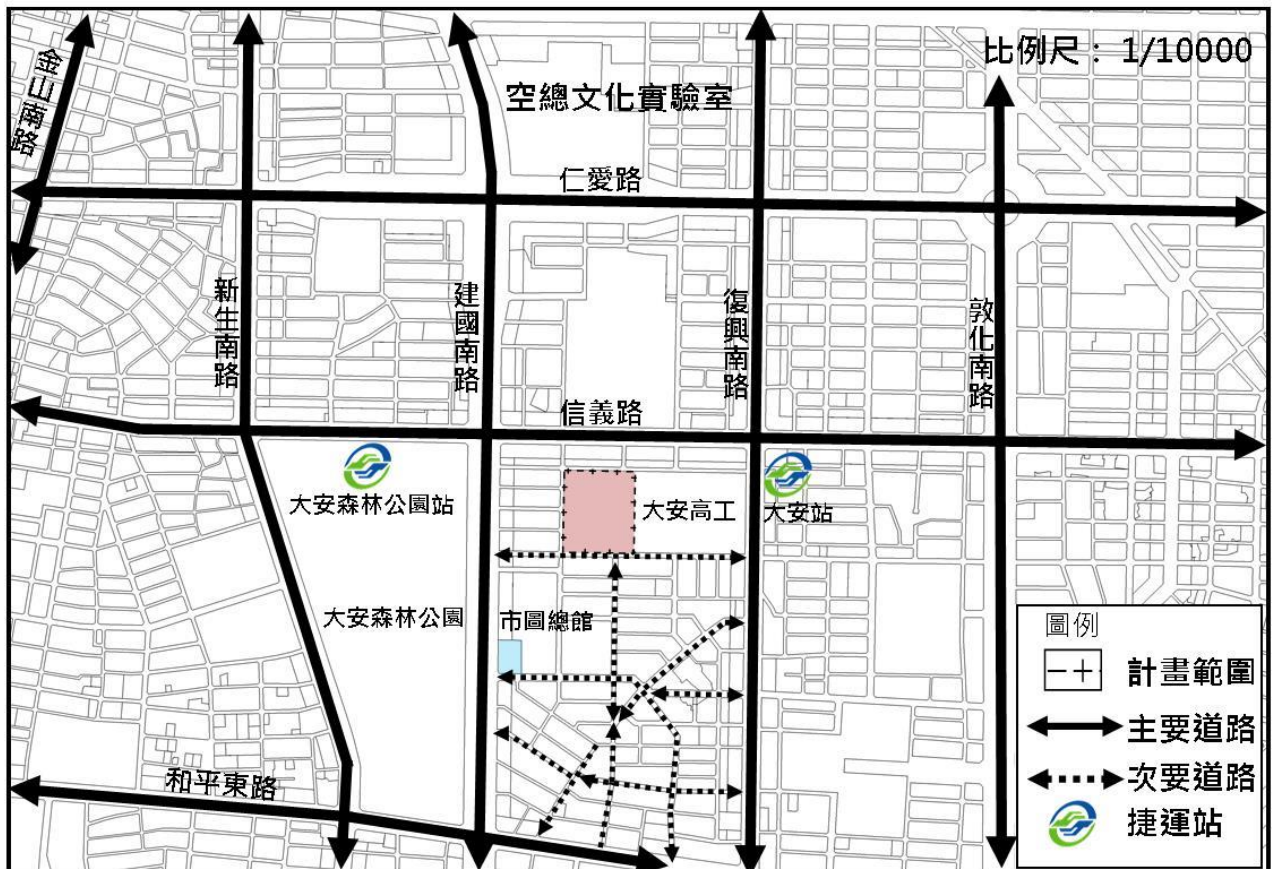 金山南路
比例尺：1/10000
空總文化實驗室
仁愛路
新生南路
建國南路
復興南路
敦化南路
信義路
大安森林公園站
大安高工
大安站
大安森林公園
市圖總館
和平東路
圖例
計畫範圍
主要道路
次要道路
捷運站